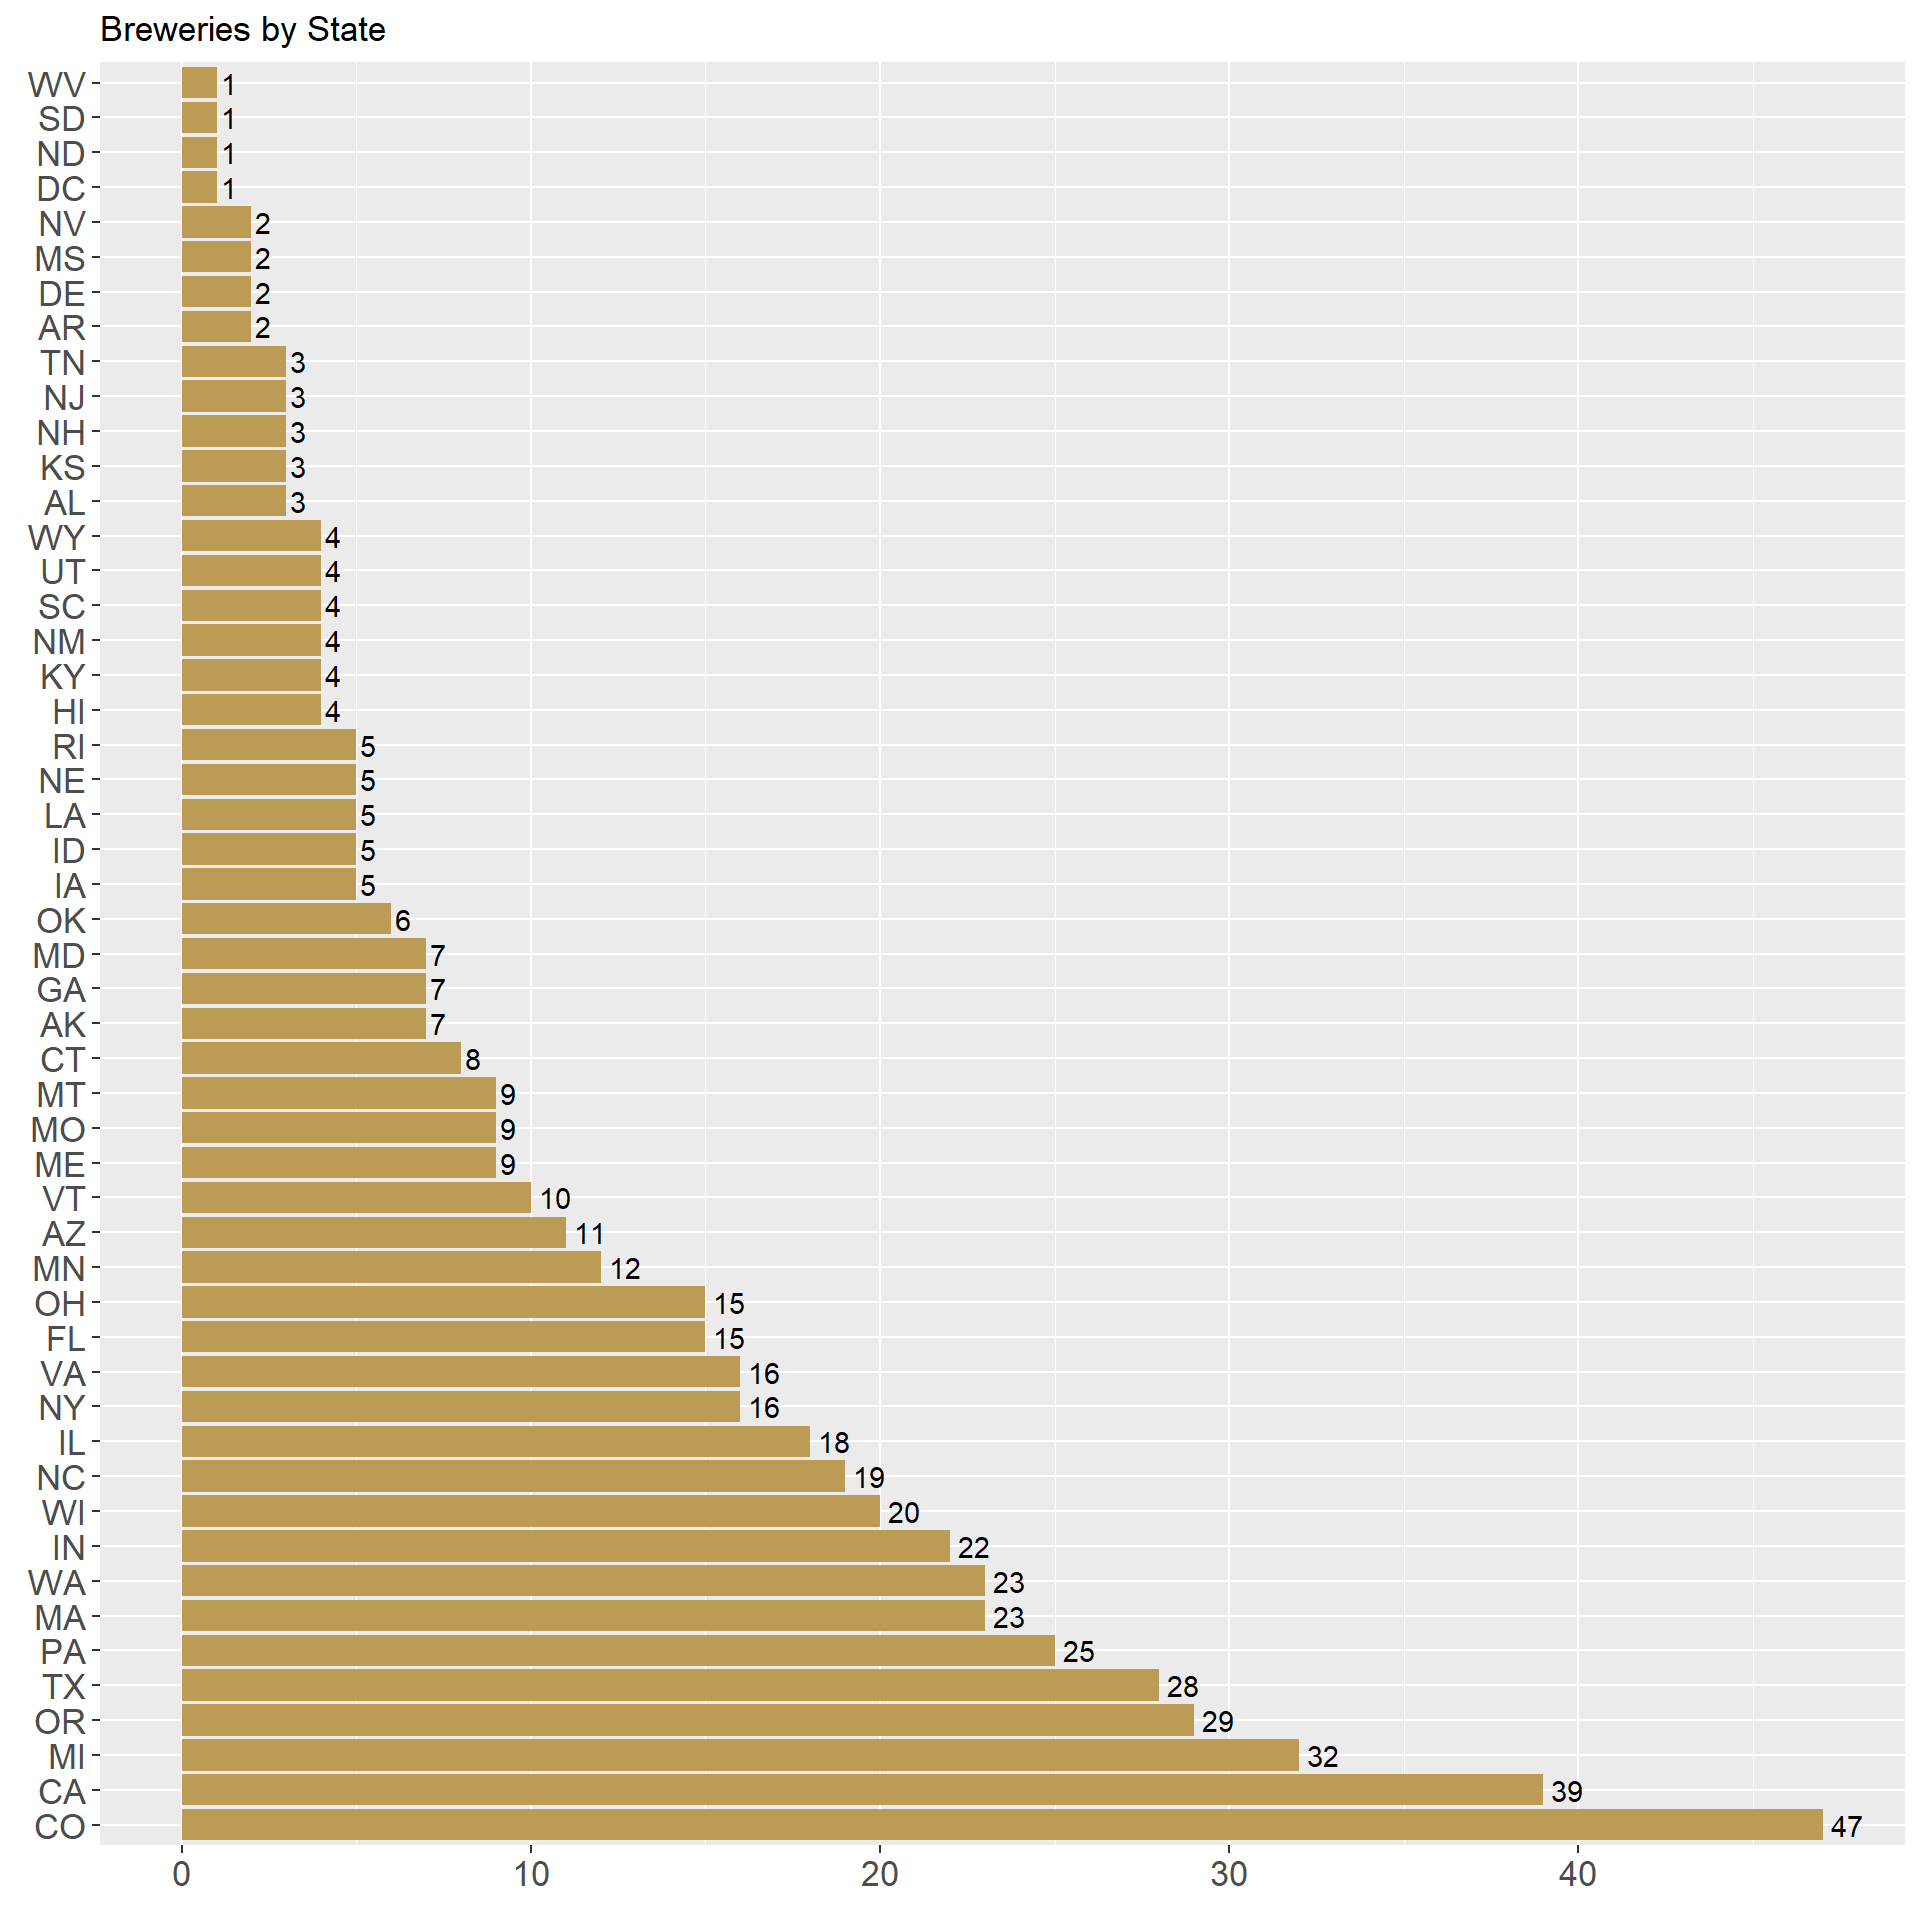 Breweries by State
WV 1
SD 1
ND 1
DC 1
NV 2
MS 2
DE 2
AR 2
TN 3
NJ 3
NH 3
KS 3
AL 3
WY 4
UT 4
SC 4
NM 4
KY 4
HI 4
RI 5
NE 5
LA 5
ID 5
IA 5
OK 6
MD 7
GA 7
AK 7
CT 8
MT 9
MO 9
ME 9
VT 10
AZ 11
MN 12
OH 15
FL 15
VA 16
NY 16
IL 18
NC 19
WI 20
IN 22
WA 23
MA 23
PA 25
TX 28
OR 29
MI 32
CA 39
CO 47
0 10 20 30 40